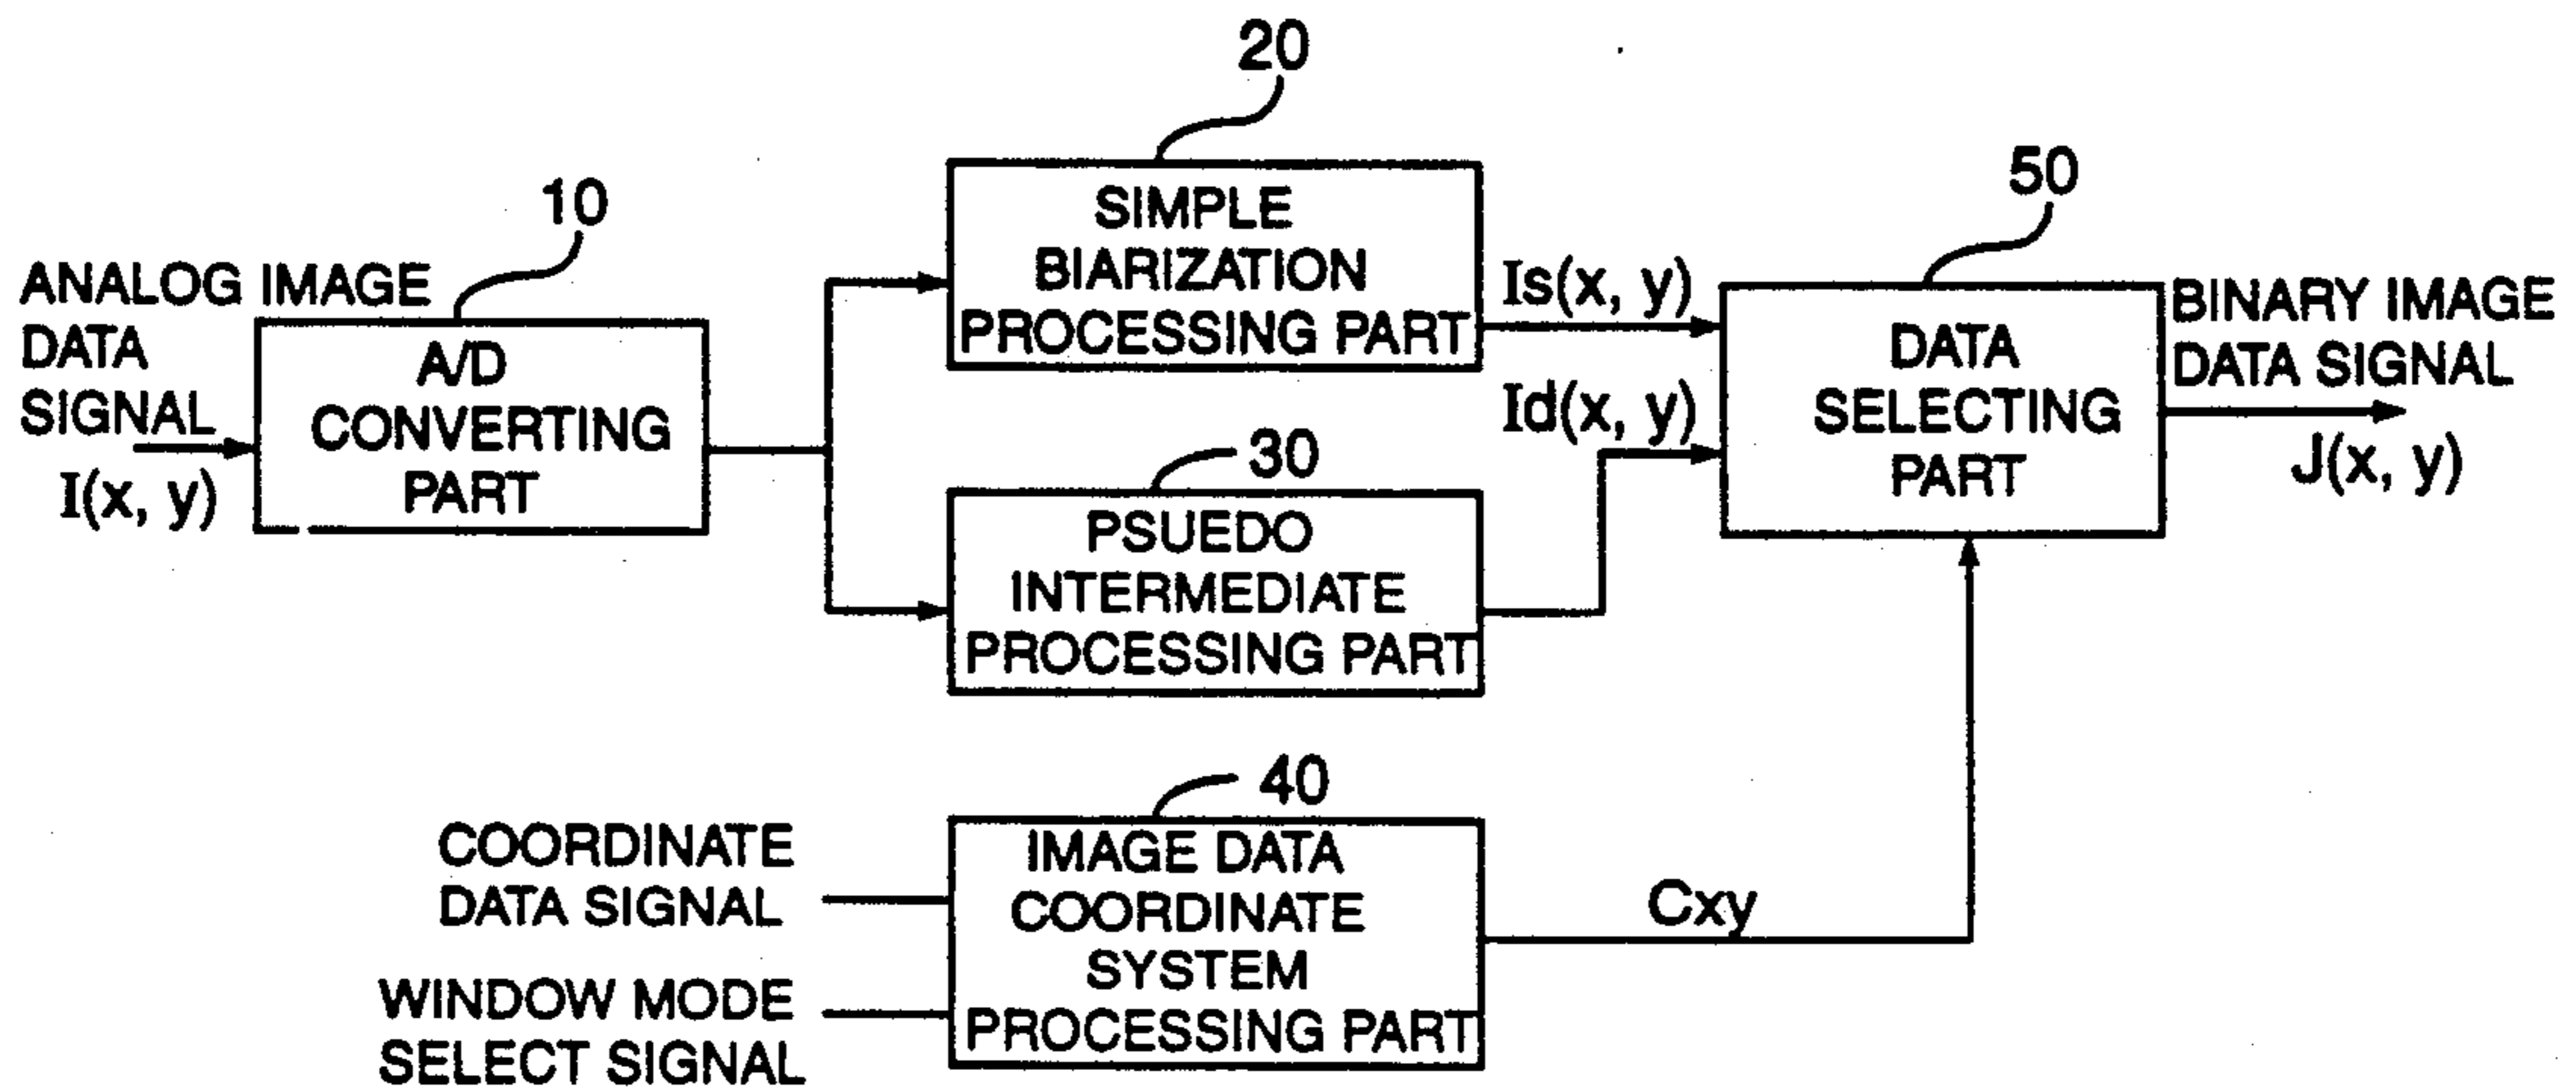 20
10
50
ANALOG IMAGE
DATA
SIGNAL
I(x, y)
A/D
CONVERTING
PART
SIMPLE
BIARIZATION
PROCESSING PART
Is(x, y)
Id(x, y)
DATA
SELECTING
PART
BINARY IMAGE
DATA SIGNAL
J(x, y)
30
PSUEDO
INTERMEDIATE
PROCESSING PART
40
COORDINATE
DATA SIGNAL
WINDOW MODE
SELECT SIGNAL
IMAGE DATA
COORDINATE
SYSTEM
PROCESSING PART
Cxy